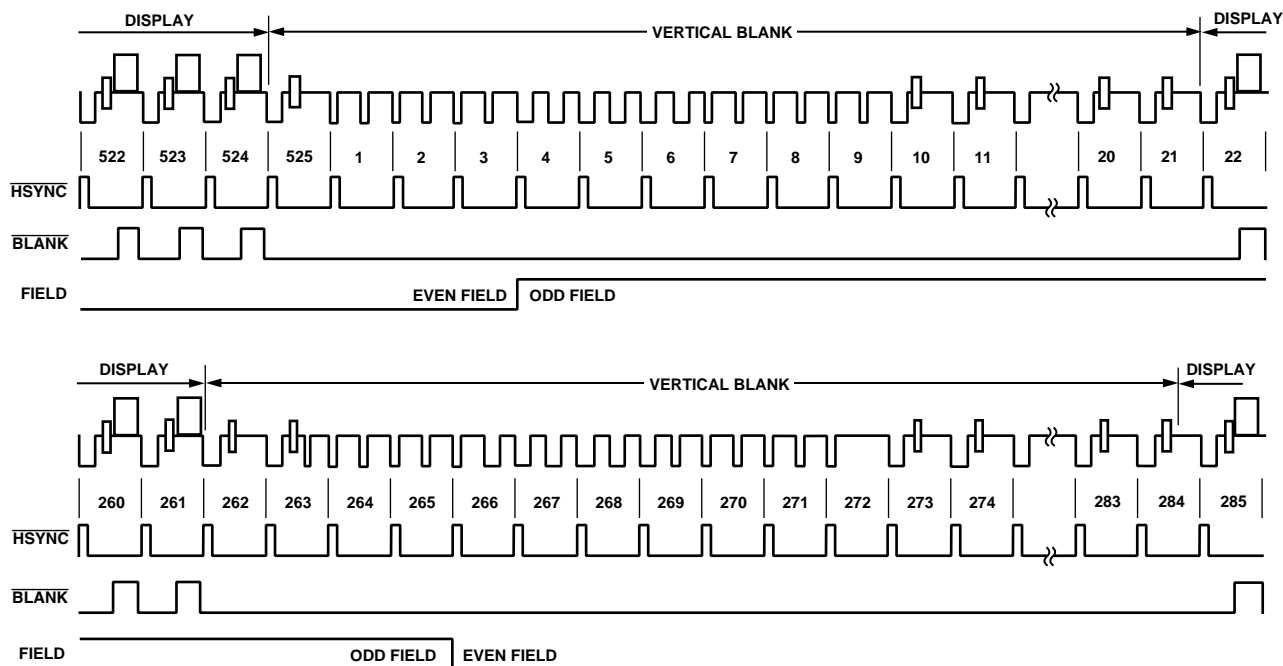 DISPLAY VERTICAL BLANK DISPLAY
522 523 524 525 1 2 3 4 5 6 7 8 9 10 11 20 21 22
HSYNC
BLANK
FIELD EVEN FIELD ODD FIELD
DISPLAY VERTICAL BLANK DISPLAY
260 261 262 263 264 265 266 267 268 269 270 271 272 273 274 283 284 285
HSYNC
BLANK
FIELD ODD FIELD EVEN FIELD